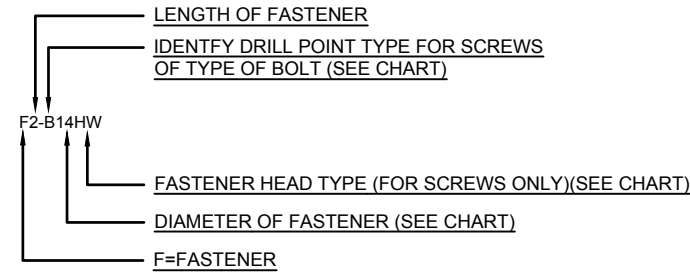 LENGTH OF FASTENER
IDENTFY DRILL POINT TYPE FOR SCREWS
OF TYPE OF BOLT (SEE CHART)
F2-B14HW
FASTENER HEAD TYPE (FOR SCREWS ONLY)(SEE CHART)
DIAMETER OF FASTENER (SEE CHART)
F=FASTENER